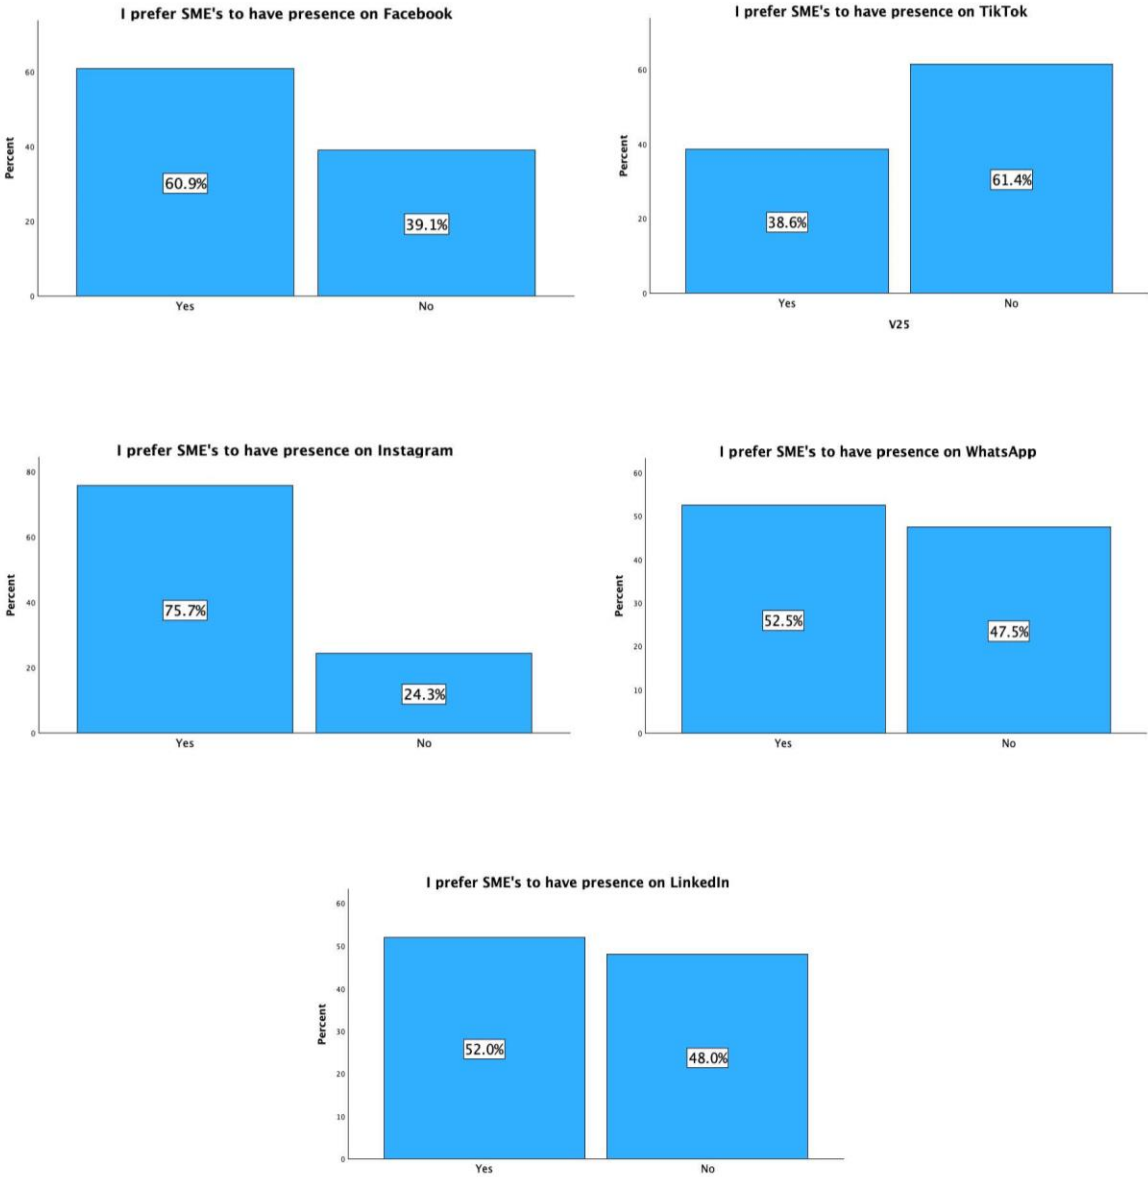 I prefer SME's to have presence on Facebook
Percent
60
40
20
0
60.9%
39.1%
Yes No
I prefer SME's to have presence on TikTok
Percent
60
40
20
0
38.6%
61.4%
Yes No
V25
I prefer SME's to have presence on Instagram
Percent
80
60
40
20
0
75.7%
24.3%
Yes No
I prefer SME's to have presence on WhatsApp
Percent
60
50
40
30
20
10
0
52.5%
47.5%
Yes No
I prefer SME's to have presence on LinkedIn
Percent
60
50
40
30
20
10
0
52.0%
48.0%
Yes No